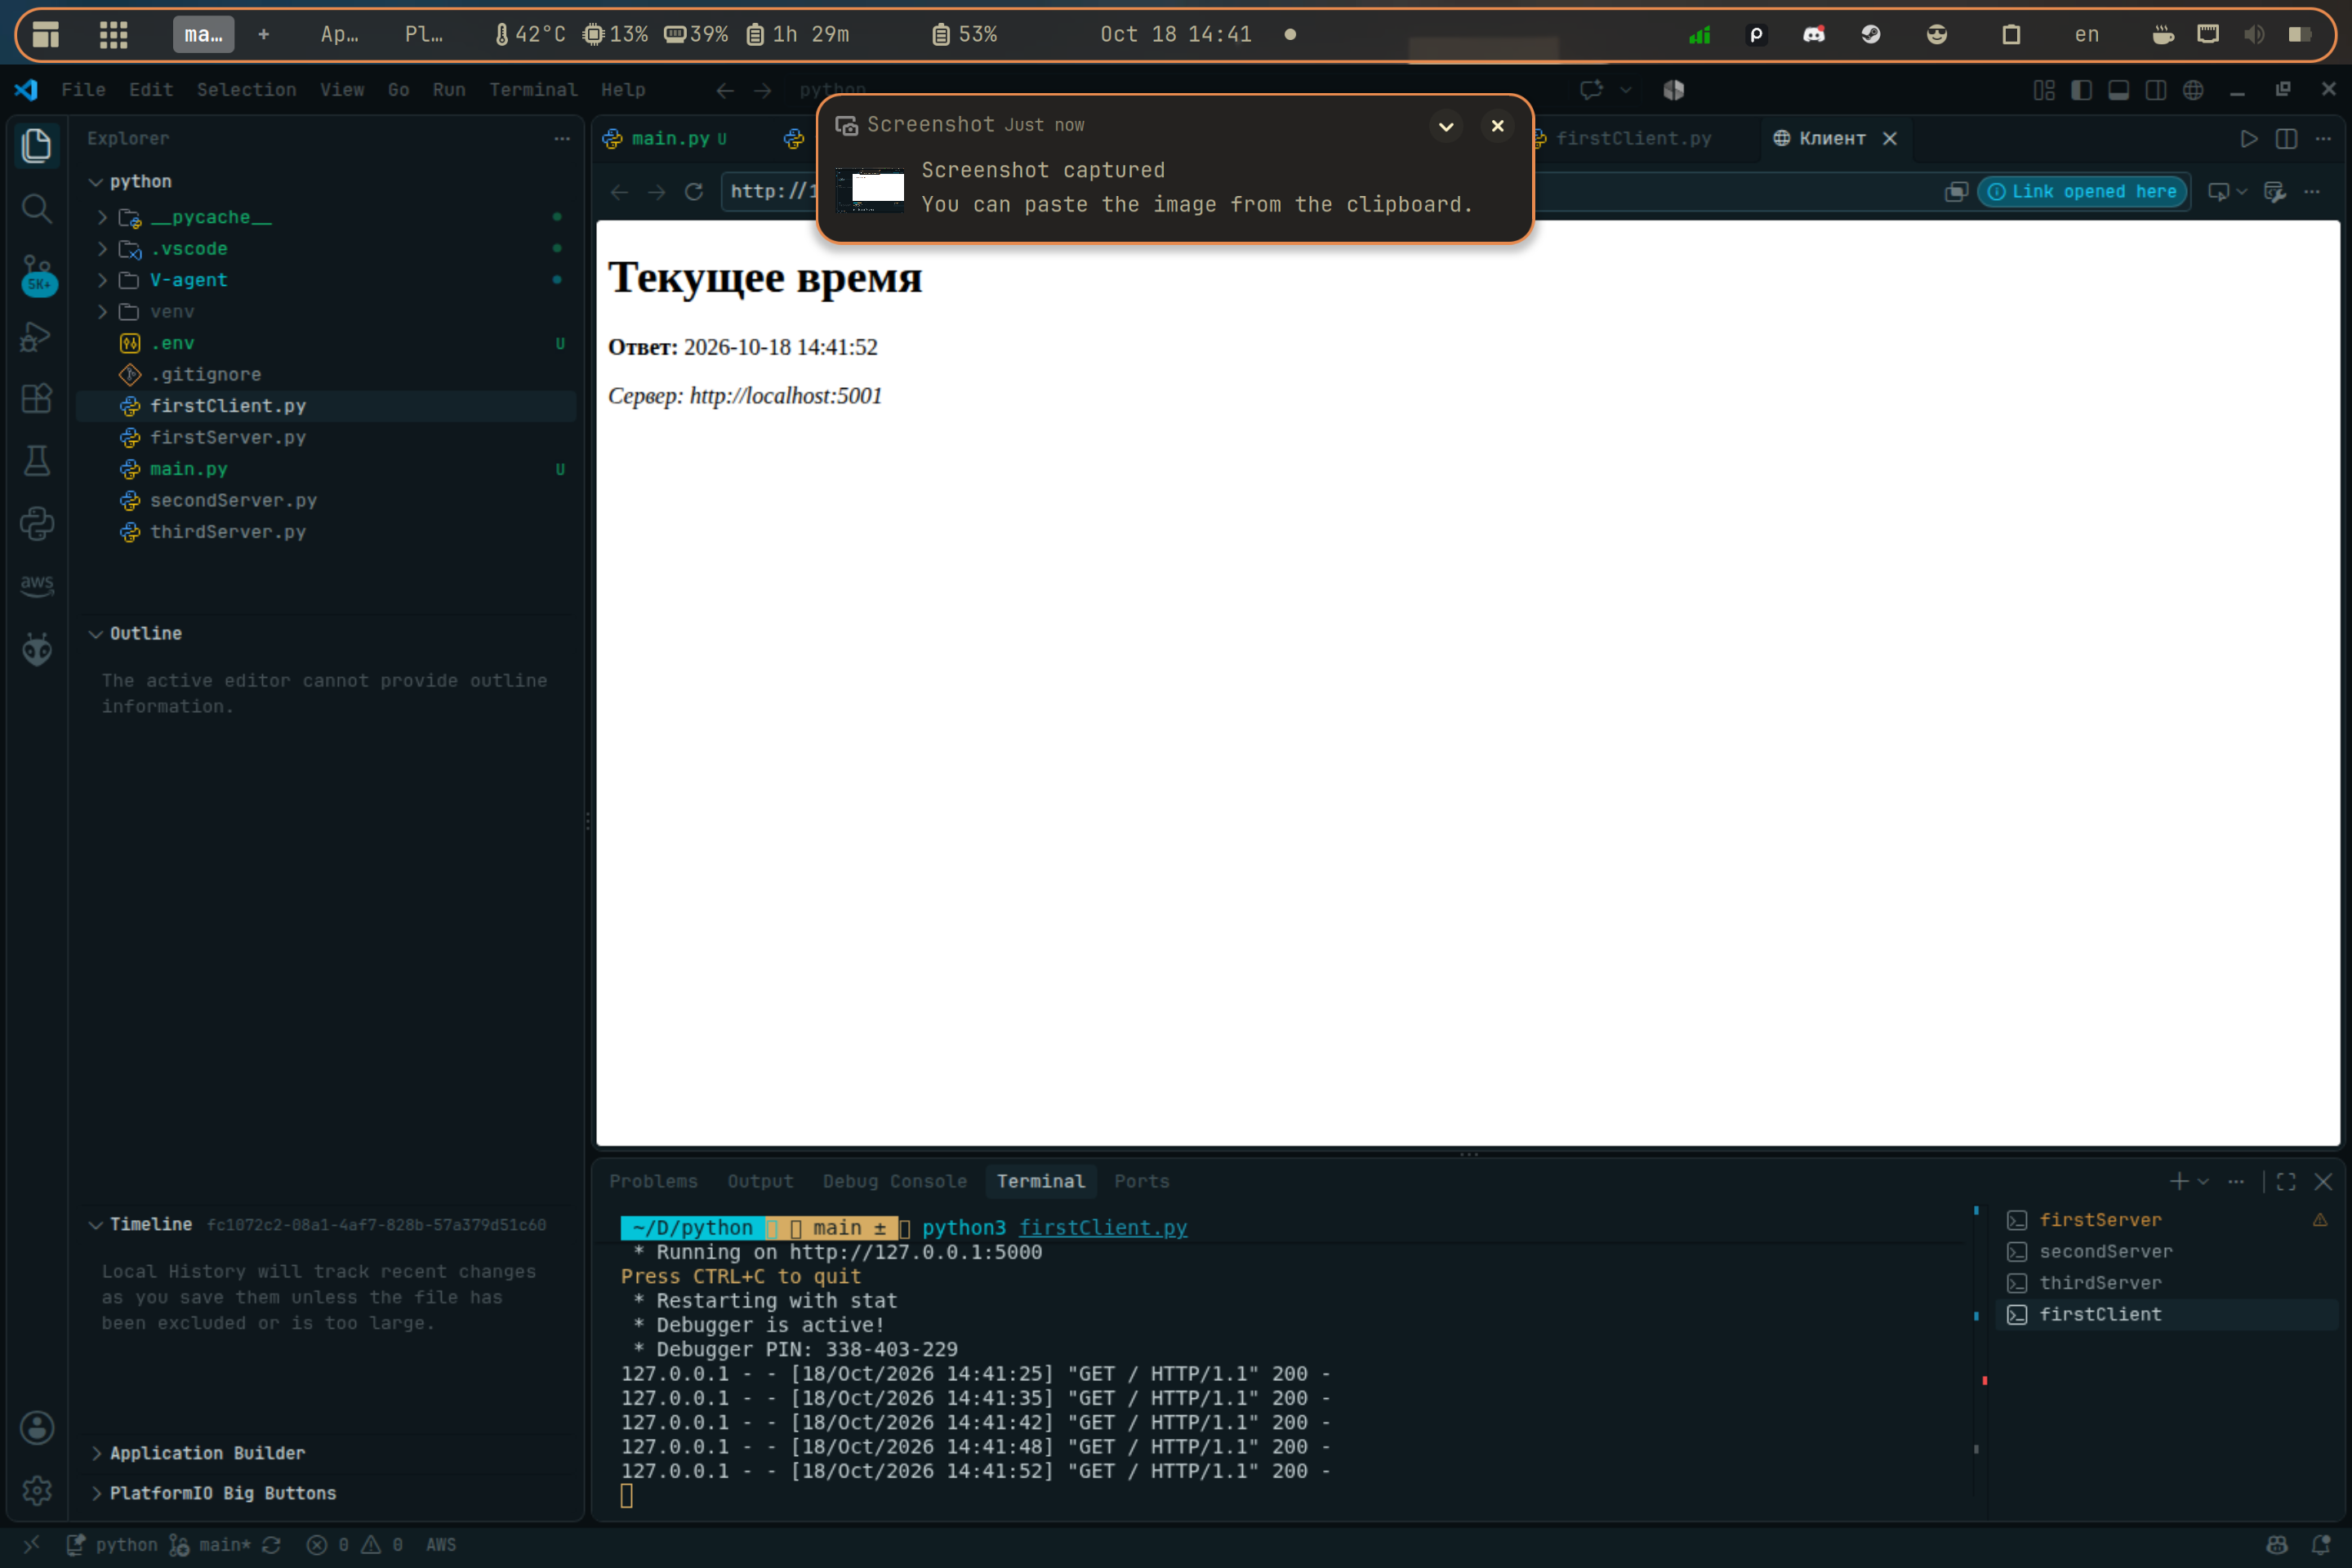 ma… + Ap… Pl… 42°C 13% 39% 1h 29m 53% Oct 18 14:41 en
File Edit Selection View Go Run Terminal Help python
Screenshot Just now
Screenshot captured
You can paste the image from the clipboard.
Explorer
main.py U
firstClient.py
Клиент
http://1
Link opened here
python
__pycache__
.vscode
V-agent
venv
.env U
.gitignore
firstClient.py
firstServer.py
main.py U
secondServer.py
thirdServer.py
5K+
aws
Outline
The active editor cannot provide outline
information.
Timeline fc1072c2-08a1-4af7-828b-57a379d51c60
Local History will track recent changes
as you save them unless the file has
been excluded or is too large.
Application Builder
PlatformIO Big Buttons
Текущее время
Ответ: 2026-10-18 14:41:52
Сервер: http://localhost:5001
Problems Output Debug Console Terminal Ports
~/D/python main ± python3 firstClient.py
* Running on http://127.0.0.1:5000
Press CTRL+C to quit
* Restarting with stat
* Debugger is active!
* Debugger PIN: 338-403-229
127.0.0.1 - - [18/Oct/2026 14:41:25] "GET / HTTP/1.1" 200 -
127.0.0.1 - - [18/Oct/2026 14:41:35] "GET / HTTP/1.1" 200 -
127.0.0.1 - - [18/Oct/2026 14:41:42] "GET / HTTP/1.1" 200 -
127.0.0.1 - - [18/Oct/2026 14:41:48] "GET / HTTP/1.1" 200 -
127.0.0.1 - - [18/Oct/2026 14:41:52] "GET / HTTP/1.1" 200 -
firstServer
secondServer
thirdServer
firstClient
python main* 0 0 AWS